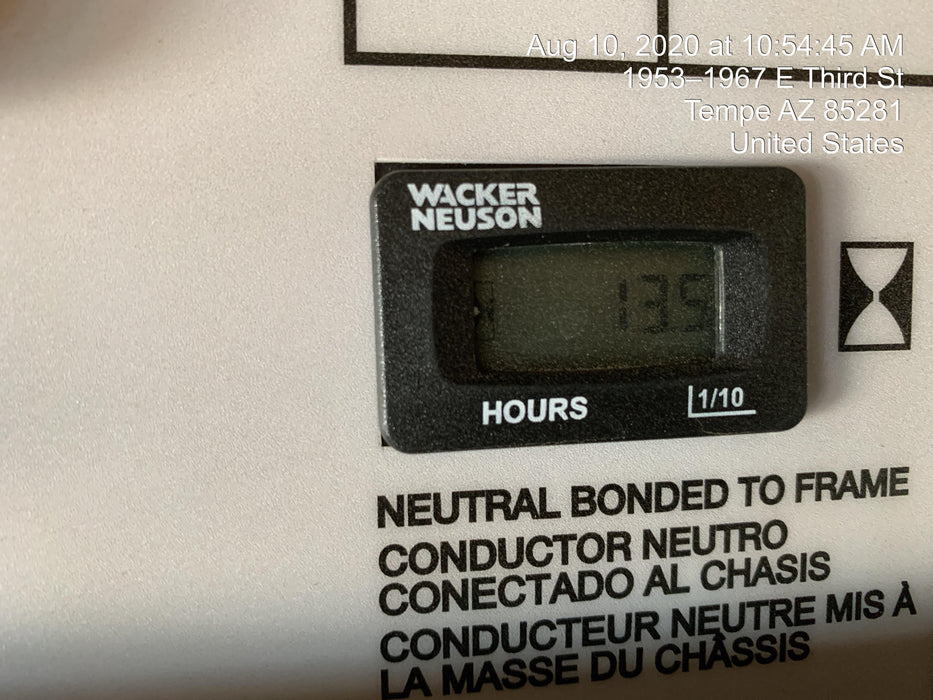 Aug 10, 2020 at 10:54:45 AM
1953–1967 E Third St
Tempe AZ 85281
United States
WACKER
NEUSON
135
HOURS 1/10
NEUTRAL BONDED TO FRAME
CONDUCTOR NEUTRO
CONECTADO AL CHASIS
CONDUCTEUR NEUTRE MIS À
LA MASSE DU CHÂSSIS